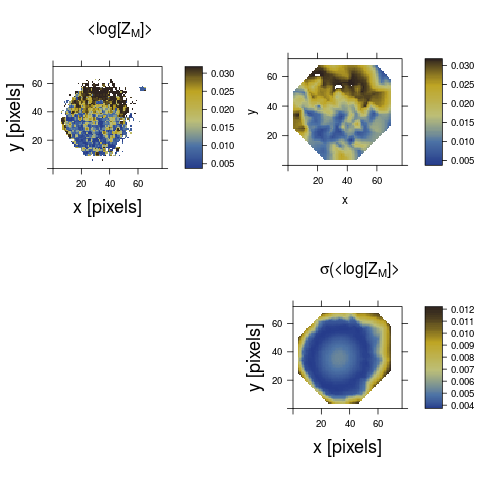 <log[Z_M]>
0.030
0.025
0.020
0.015
0.010
0.005
60
40
20
y [pixels]
20 40 60
x [pixels]
0.030
0.025
0.020
0.015
0.010
0.005
60
40
20
y
20 40 60
x
σ(<log[Z_M]>
0.012
0.011
0.010
0.009
0.008
0.007
0.006
0.005
0.004
60
40
20
y [pixels]
20 40 60
x [pixels]